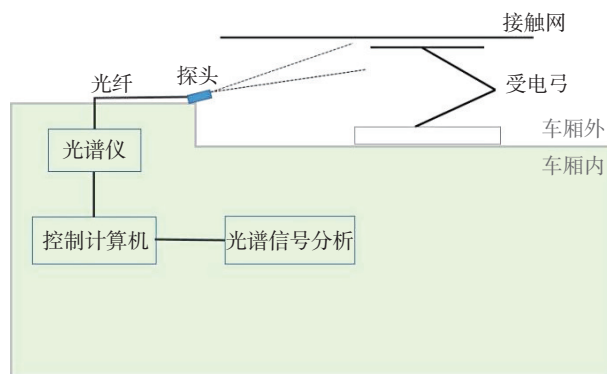 接触网
探头
光纤
受电弓
车厢外
光谱仪
车厢内
控制计算机
光谱信号分析